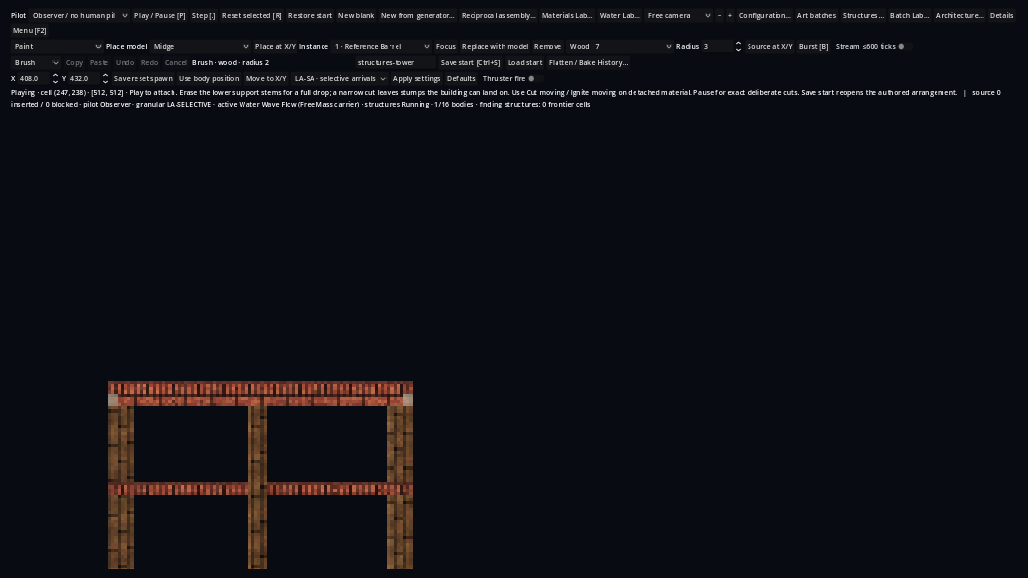 Pilot Observer / no human pil Play / Pause [P] Step [.] Reset selected [R] Restore start New blank New from generator... Reciprocal assembly... Materials Lab... Water Lab... Free camera - + Configuration... Art batches Structures... Batch Lab... Architecture... Details
Menu [F2]
Paint Place model Midge Place at X/Y Instance 1 · Reference Barrel Focus Replace with model Remove Wood 7 Radius 3 Source at X/Y Burst [B] Stream ≤600 ticks
Brush Copy Paste Undo Redo Cancel Brush · wood · radius 2 structures-tower Save start [Ctrl+S] Load start Flatten / Bake History...
X 408.0 Y 432.0 Save reset spawn Use body position Move to X/Y LA-SA · selective arrivals Apply settings Defaults Thruster fire
Playing · cell (247, 238) · [512, 512] · Play to attach. Erase the lower support stems for a full drop; a narrow cut leaves stumps the building can land on. Use Cut moving / Ignite moving on detached material. Pause for exact deliberate cuts. Save start reopens the authored arrangement. | source 0
inserted / 0 blocked · pilot Observer · granular LA-SELECTIVE · active Water Wave Flow (Free Mass carrier) · structures Running · 1/16 bodies · finding structures: 0 frontier cells